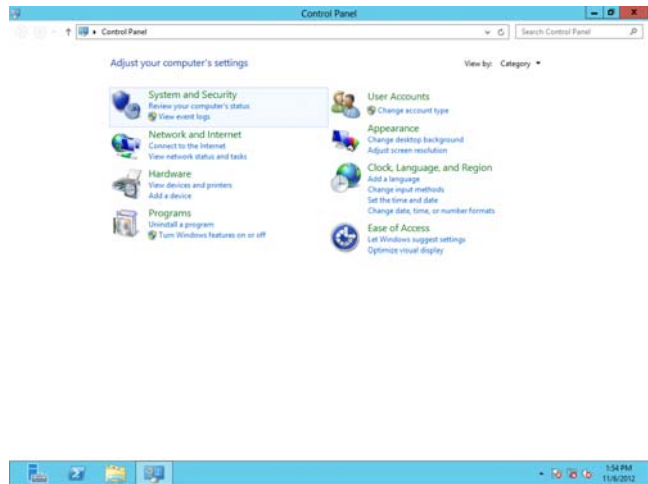 Control Panel
Control Panel
Search Control Panel
Adjust your computer's settings
View by: Category
System and Security
Review your computer's status
View event logs
Network and Internet
Connect to the Internet
View network status and tasks
Hardware
View devices and printers
Add a device
Programs
Uninstall a program
Turn Windows features on or off
User Accounts
Change account type
Appearance
Change desktop background
Adjust screen resolution
Clock, Language, and Region
Add a language
Change input methods
Set the time and date
Change date, time, or number formats
Ease of Access
Let Windows suggest settings
Optimize visual display
1:54 PM
11/6/2012